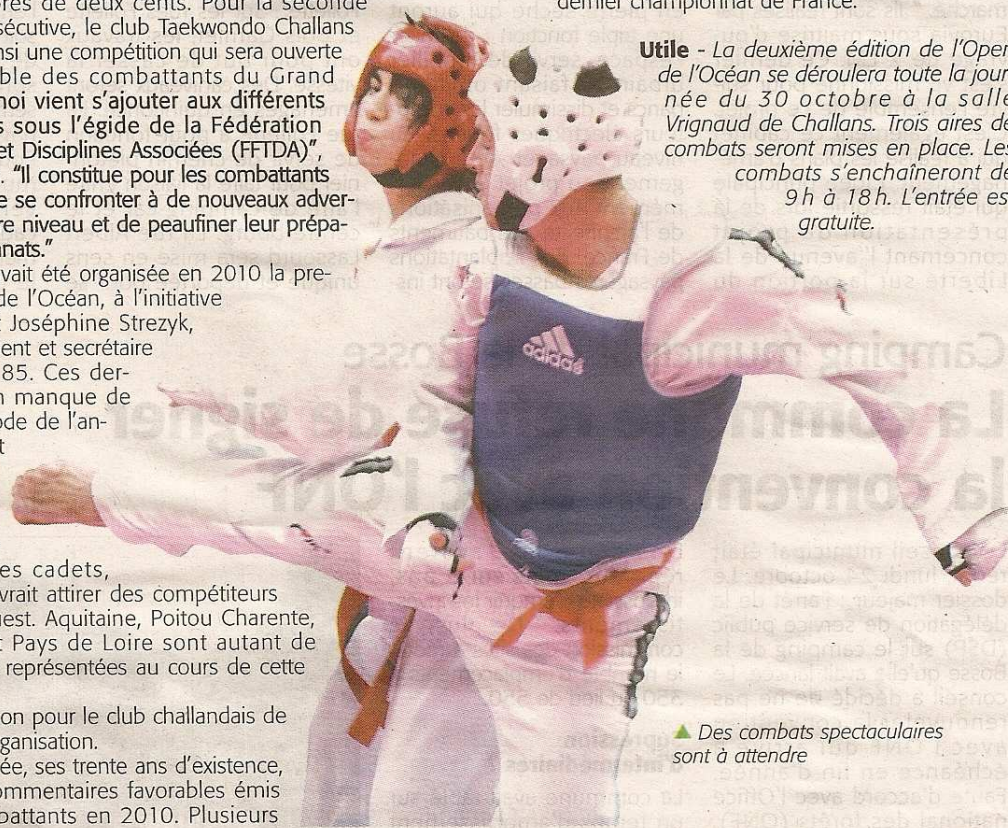 ores de deux cents. Pour la seconde
sécutive, le club Taekwondo Challans
nsi une compétition qui sera ouverte
ble des combattants du Grand
noi vient s'ajouter aux différents
s sous l'égide de la Fédération
et Disciplines Associées (FFTDA)",
. "Il constitue pour les combattants
e se confronter à de nouveaux adver-
re niveau et de peaufiner leur prépa-
nnats."
vait été organisée en 2010 la pre-
de l'Océan, à l'initiative
t Joséphine Strezyk,
ent et secrétaire
85. Ces der-
n manque de
ode de l'an-
t
es cadets,
vrait attirer des compétiteurs
uest. Aquitaine, Poitou Charente,
t Pays de Loire sont autant de
représentées au cours de cette
on pour le club challandais de
ganisation.
ée, ses trente ans d'existence,
ommentaires favorables émis
battants en 2010. Plusieurs
dernier championnat de France.
Utile - La deuxième édition de l'Open
de l'Océan se déroulera toute la jour
née du 30 octobre à la salle
Vrignaud de Challans. Trois aires de
combats seront mises en place. Les
combats s'enchaîneront de
9h à 18h. L'entrée es
gratuite.
adidas
▲ Des combats spectaculaires
sont à attendre